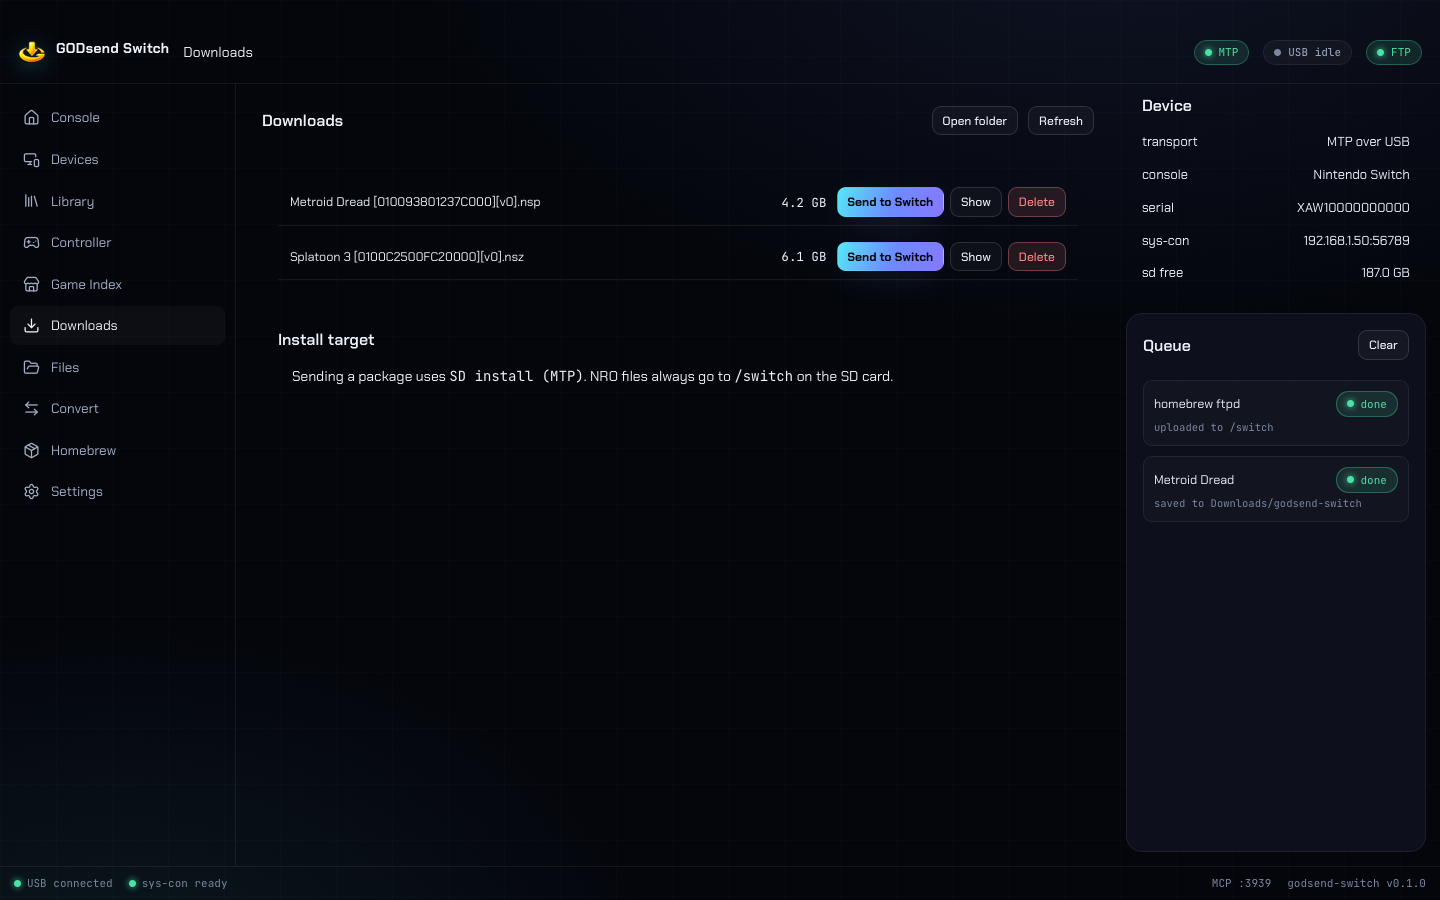 GODsend Switch
Downloads
MTP
USB idle
FTP
Console
Devices
Library
Controller
Game Index
Downloads
Files
Convert
Homebrew
Settings
Downloads
Open folder
Refresh
Metroid Dread [010093801237C000][v0].nsp
4.2 GB
Send to Switch
Show
Delete
Splatoon 3 [0100C2500FC20000][v0].nsz
6.1 GB
Send to Switch
Show
Delete
Install target
Sending a package uses SD install (MTP). NRO files always go to /switch on the SD card.
Device
transport MTP over USB
console Nintendo Switch
serial XAW10000000000
sys-con 192.168.1.50:56789
sd free 187.0 GB
Queue
Clear
homebrew ftpd
done
uploaded to /switch
Metroid Dread
done
saved to Downloads/godsend-switch
USB connected
sys-con ready
MCP :3939
godsend-switch v0.1.0